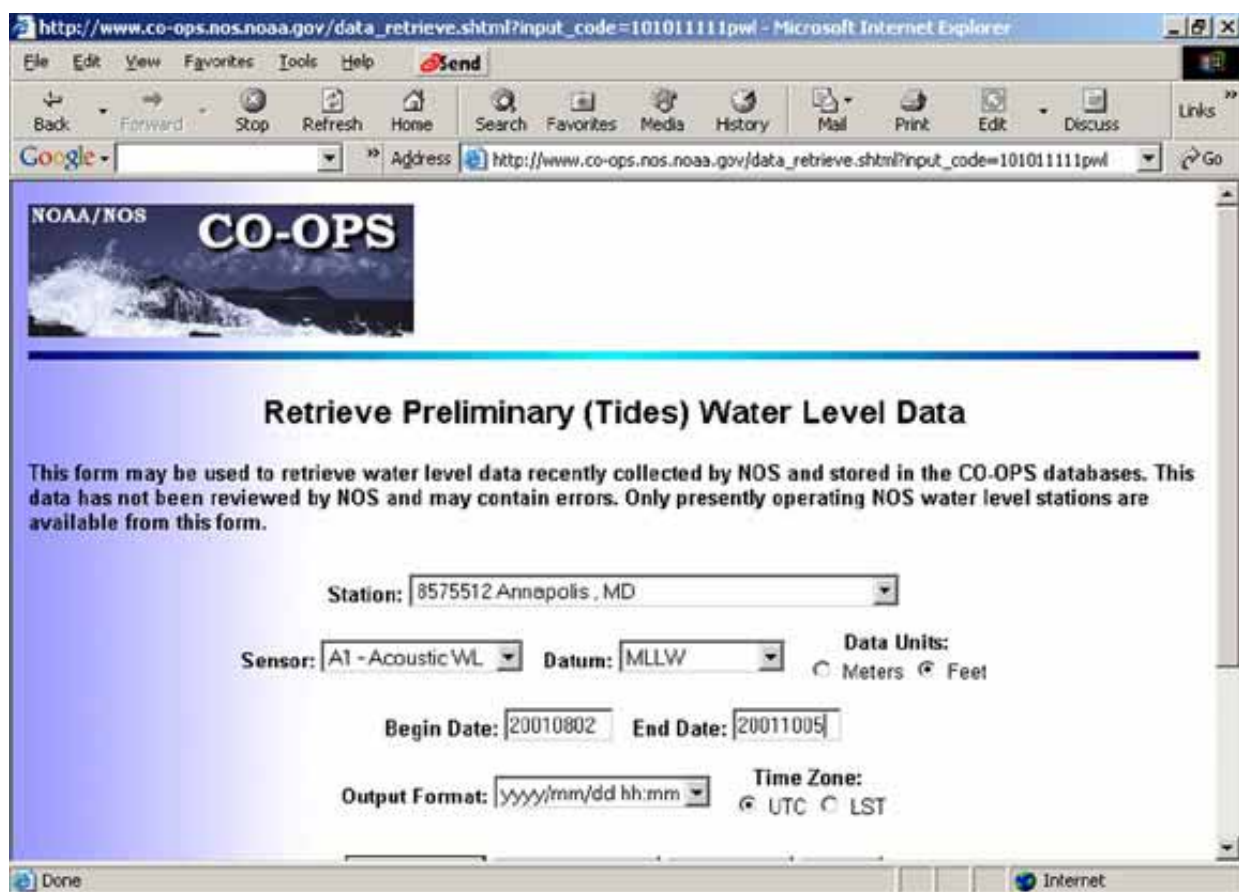 http://www.co-ops.nos.noaa.gov/data_retrieve.shtml?input_code=101011111pwl - Microsoft Internet Explorer
File Edit View Favorites Tools Help Send
Back Forward Stop Refresh Home Search Favorites Media History Mail Print Edit Discuss Links »
Google » Address http://www.co-ops.nos.noaa.gov/data_retrieve.shtml?input_code=101011111pwl Go
NOAA/NOS CO-OPS
Retrieve Preliminary (Tides) Water Level Data
This form may be used to retrieve water level data recently collected by NOS and stored in the CO-OPS databases. This
data has not been reviewed by NOS and may contain errors. Only presently operating NOS water level stations are
available from this form.
Station: 8575512 Annapolis , MD
Sensor: A1 - Acoustic WL Datum: MLLW Data Units:
Meters Feet
Begin Date: 20010802 End Date: 20011005
Output Format: yyyy/mm/dd hh:mm Time Zone:
UTC LST
Done Internet